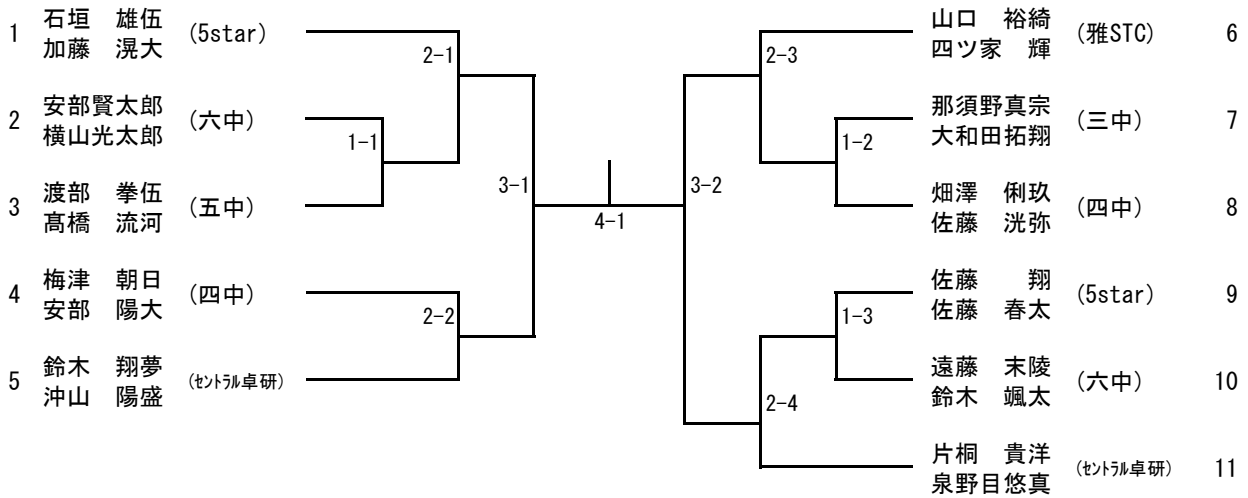 1 石垣　雄伍 (5star)
加藤　滉大
2 安部賢太郎 (六中)
横山光太郎
3 渡部　拳伍 (五中)
髙橋　流河
4 梅津　朝日 (四中)
安部　陽大
5 鈴木　翔夢 (ｾﾝﾄﾗﾙ卓研)
沖山　陽盛
2-1
1-1
3-1
2-2
4-1
3-2
2-3
1-2
1-3
2-4
山口　裕綺 (雅STC) 6
四ツ家　輝
那須野真宗 (三中) 7
大和田拓翔
畑澤　俐玖 (四中) 8
佐藤　洸弥
佐藤　　翔 (5star) 9
佐藤　春太
遠藤　末陵 (六中) 10
鈴木　颯太
片桐　貴洋 (ｾﾝﾄﾗﾙ卓研) 11
泉野目悠真